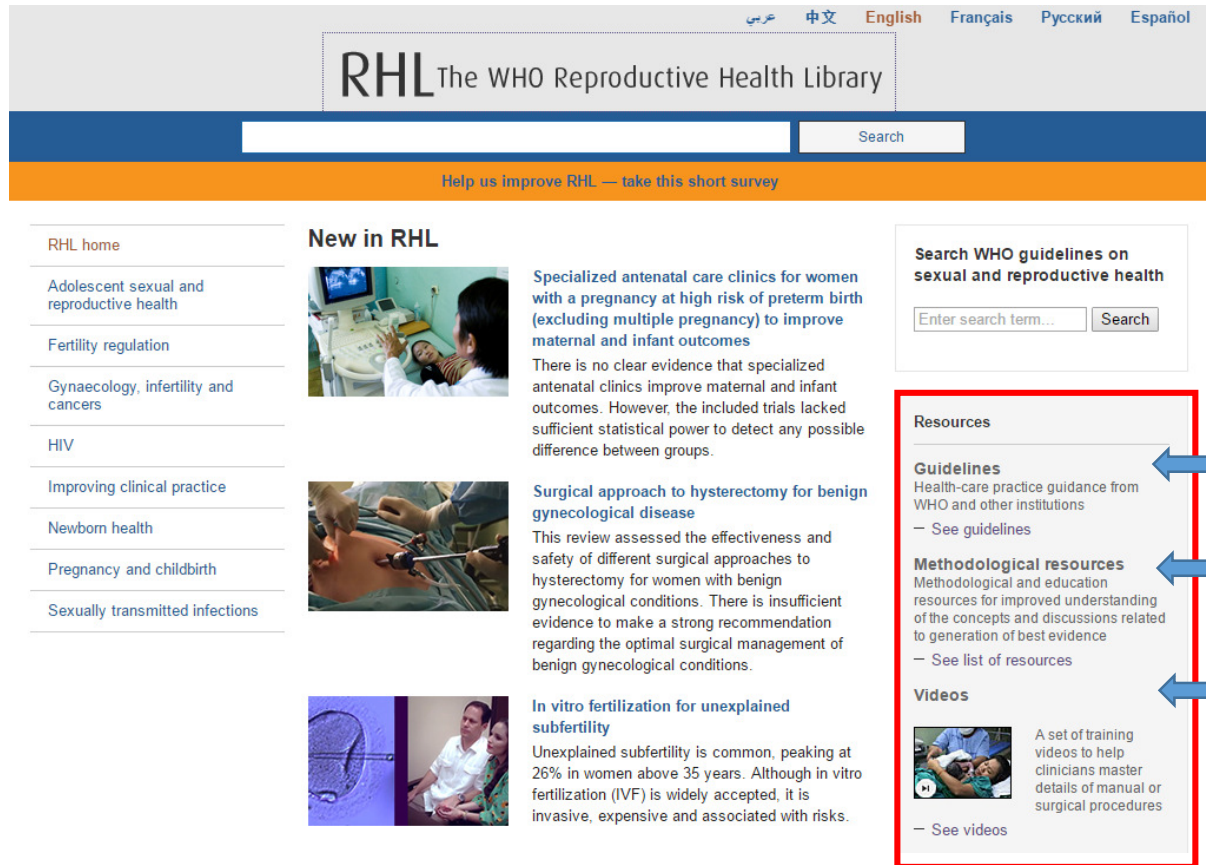 عربي 中文 English Français Русский Español
RHL The WHO Reproductive Health Library
Search
Help us improve RHL — take this short survey
RHL home
Adolescent sexual and
reproductive health
Fertility regulation
Gynaecology, infertility and
cancers
HIV
Improving clinical practice
Newborn health
Pregnancy and childbirth
Sexually transmitted infections
New in RHL
Specialized antenatal care clinics for women
with a pregnancy at high risk of preterm birth
(excluding multiple pregnancy) to improve
maternal and infant outcomes
There is no clear evidence that specialized
antenatal clinics improve maternal and infant
outcomes. However, the included trials lacked
sufficient statistical power to detect any possible
difference between groups.
Surgical approach to hysterectomy for benign
gynecological disease
This review assessed the effectiveness and
safety of different surgical approaches to
hysterectomy for women with benign
gynecological conditions. There is insufficient
evidence to make a strong recommendation
regarding the optimal surgical management of
benign gynecological conditions.
In vitro fertilization for unexplained
subfertility
Unexplained subfertility is common, peaking at
26% in women above 35 years. Although in vitro
fertilization (IVF) is widely accepted, it is
invasive, expensive and associated with risks.
Search WHO guidelines on
sexual and reproductive health
Enter search term... Search
Resources
Guidelines
Health-care practice guidance from
WHO and other institutions
— See guidelines
Methodological resources
Methodological and education
resources for improved understanding
of the concepts and discussions related
to generation of best evidence
— See list of resources
Videos
A set of training
videos to help
clinicians master
details of manual or
surgical procedures
— See videos